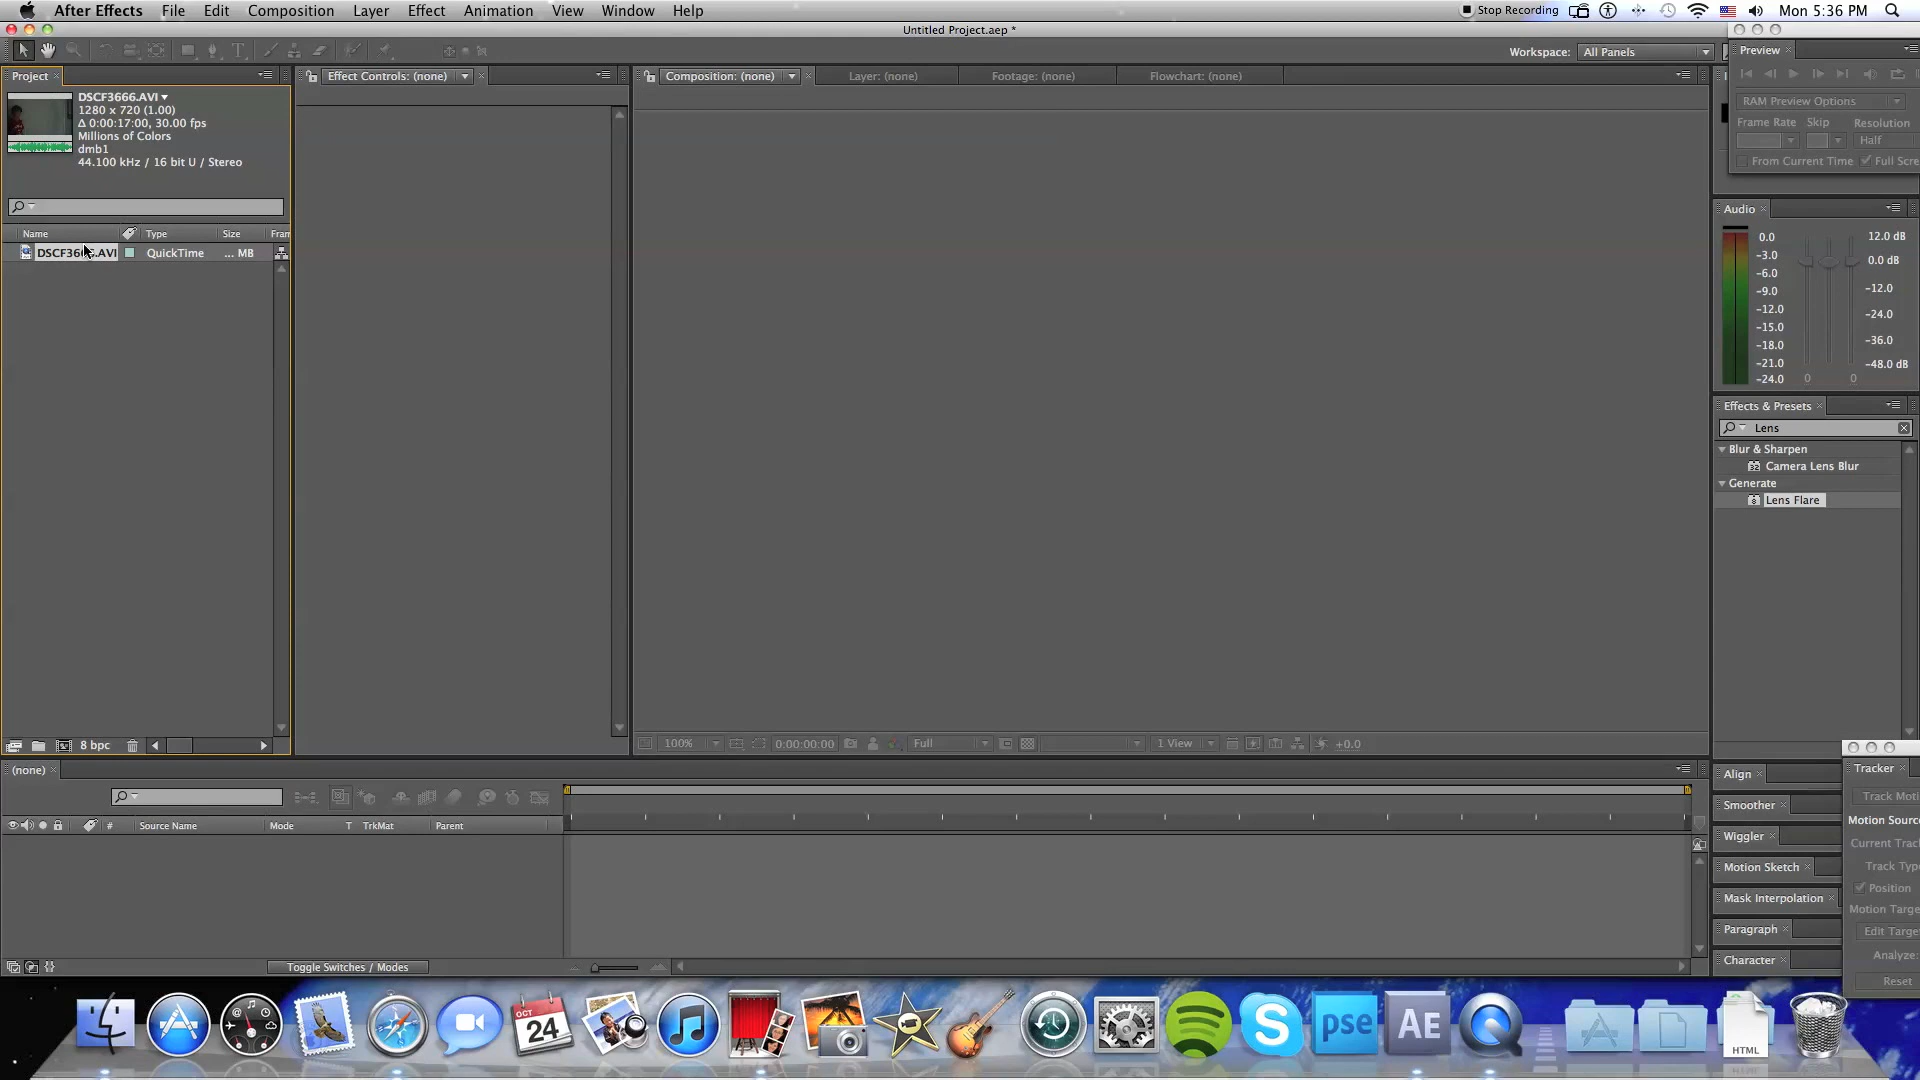 After Effects File Edit Composition Layer Effect Animation View Window Help
Stop Recording Mon 5:36 PM
Untitled Project.aep *
Workspace: All Panels
Project
Effect Controls: (none)
Composition: (none)
Layer: (none)
Footage: (none)
Flowchart: (none)
Preview
DSCF3666.AVI
1280 x 720 (1.00)
Δ 0:00:17:00, 30.00 fps
Millions of Colors
dmb1
44.100 kHz / 16 bit U / Stereo
Name Type Size Fram
DSCF36 .AVI QuickTime ... MB
8 bpc
RAM Preview Options
Frame Rate Skip Resolution
Half
From Current Time Full Scre
Audio
0.0
-3.0
-6.0
-9.0
-12.0
-15.0
-18.0
-21.0
-24.0
0 0
12.0 dB
0.0 dB
-12.0
-24.0
-36.0
-48.0 dB
Effects & Presets
Lens
Blur & Sharpen
Camera Lens Blur
Generate
Lens Flare
100% 0:00:00:00 Full 1 View +0.0
(none)
# Source Name Mode T TrkMat Parent
Toggle Switches / Modes
Align
Smoother
Wiggler
Motion Sketch
Mask Interpolation
Paragraph
Character
Tracker
Track Moti
Motion Source
Current Trac
Track Type
Position
Motion Targe
Edit Targe
Analyze:
Reset
OCT
24
pse
AE
HTML